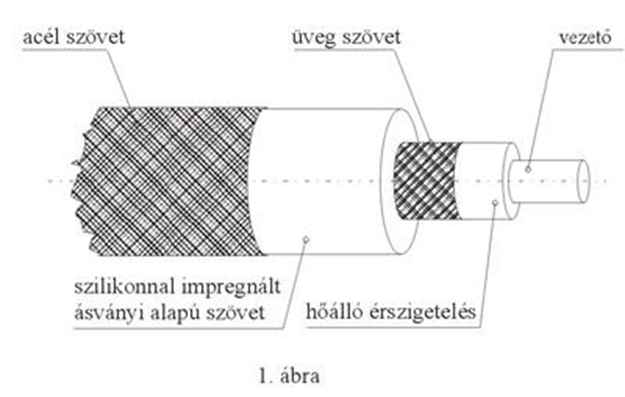 acél szövet
üveg szövet
vezető
szilikonnal impregnált
ásványi alapú szövet
hőálló érszigetelés
1. ábra